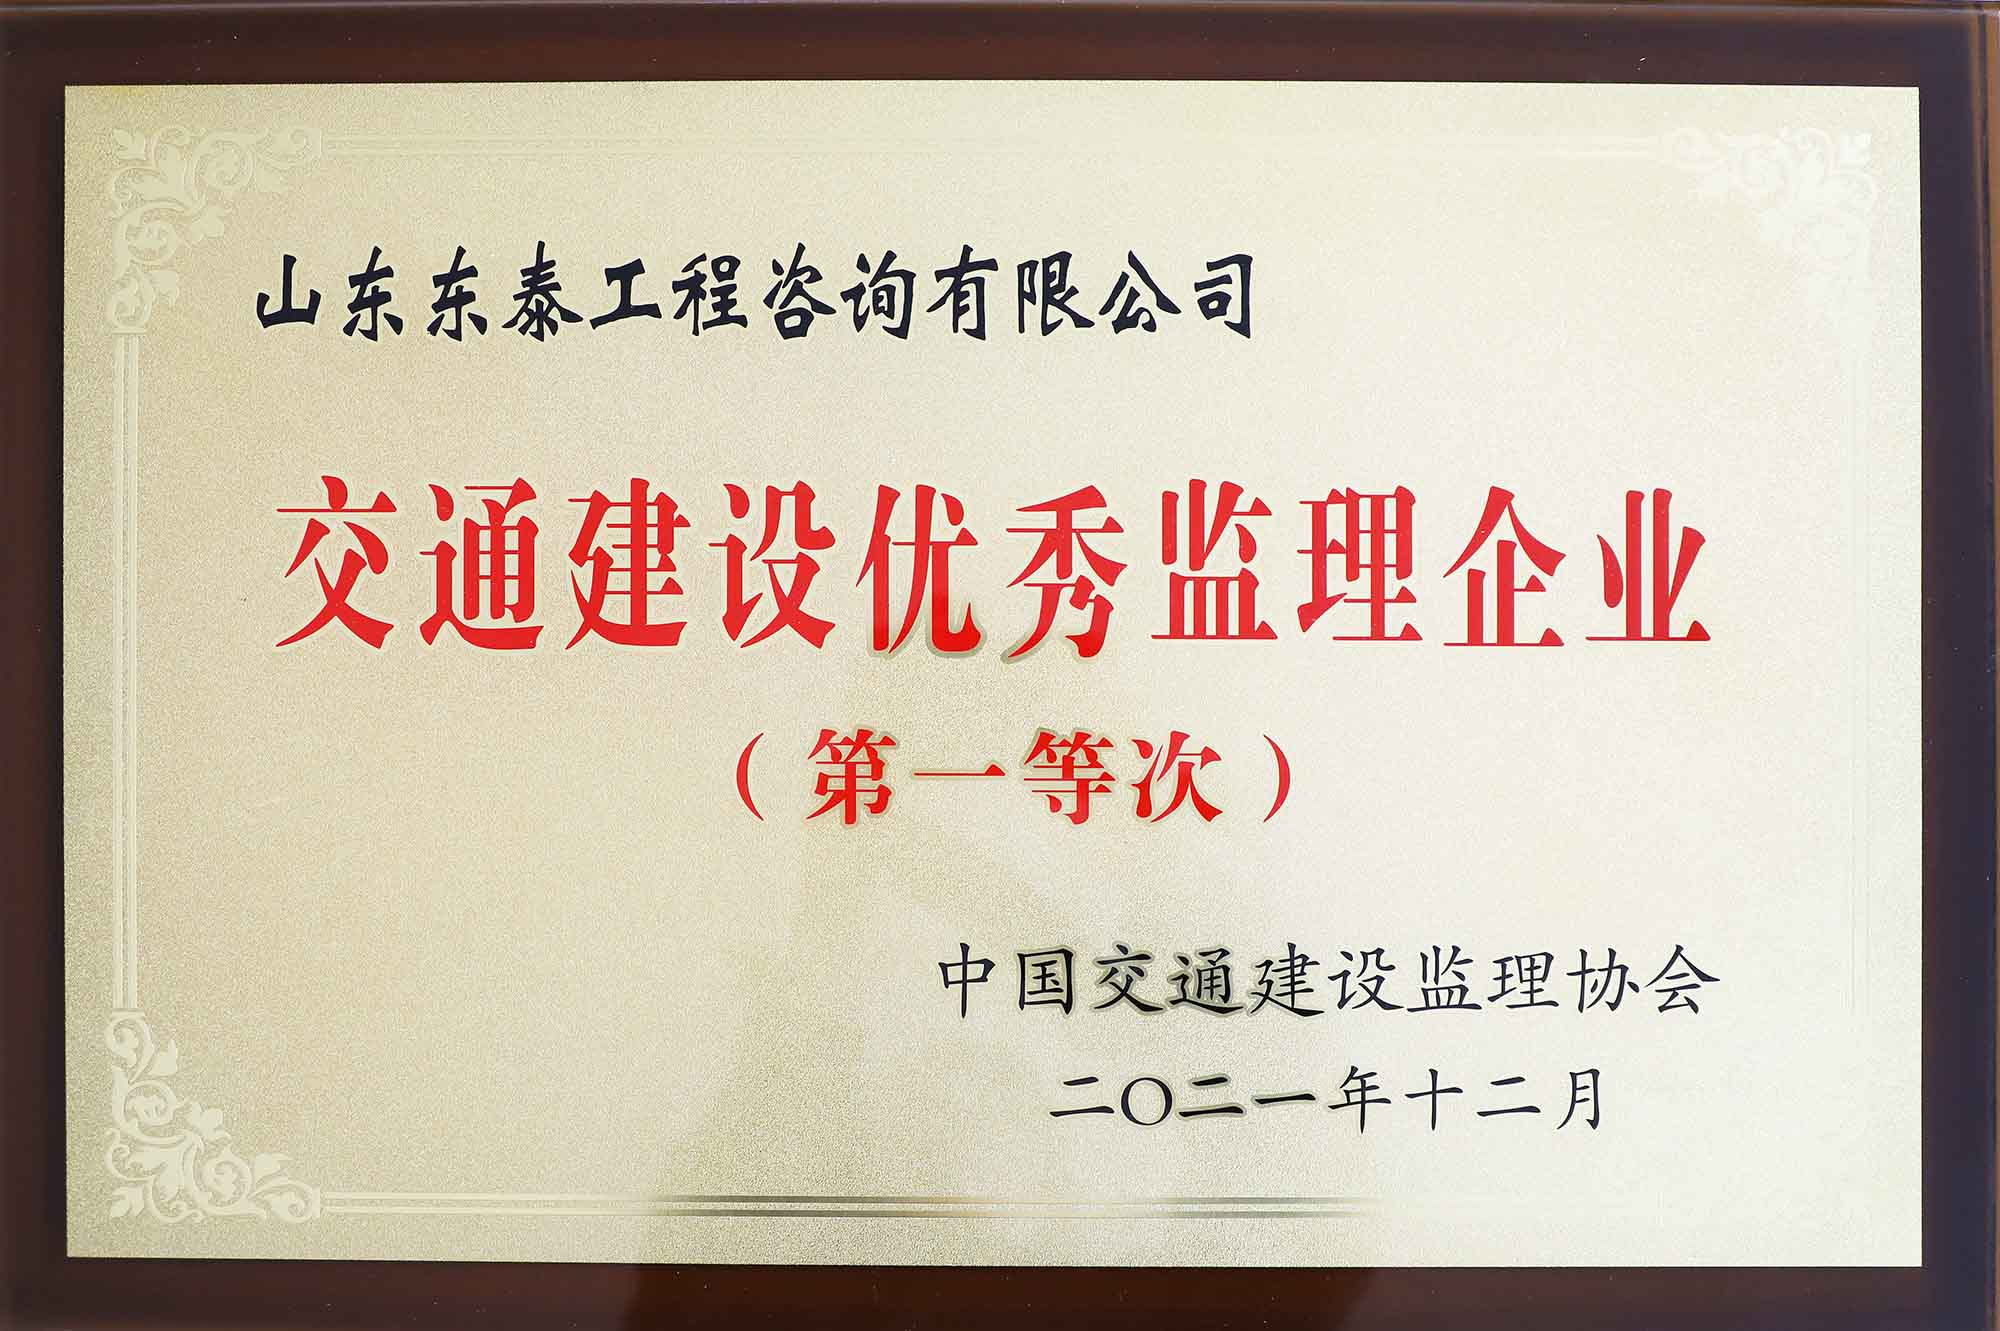 山东东泰工程咨询有限公司
交通建设优秀监理企业
（第一等次）
中国交通建设监理协会
二〇二一年十二月